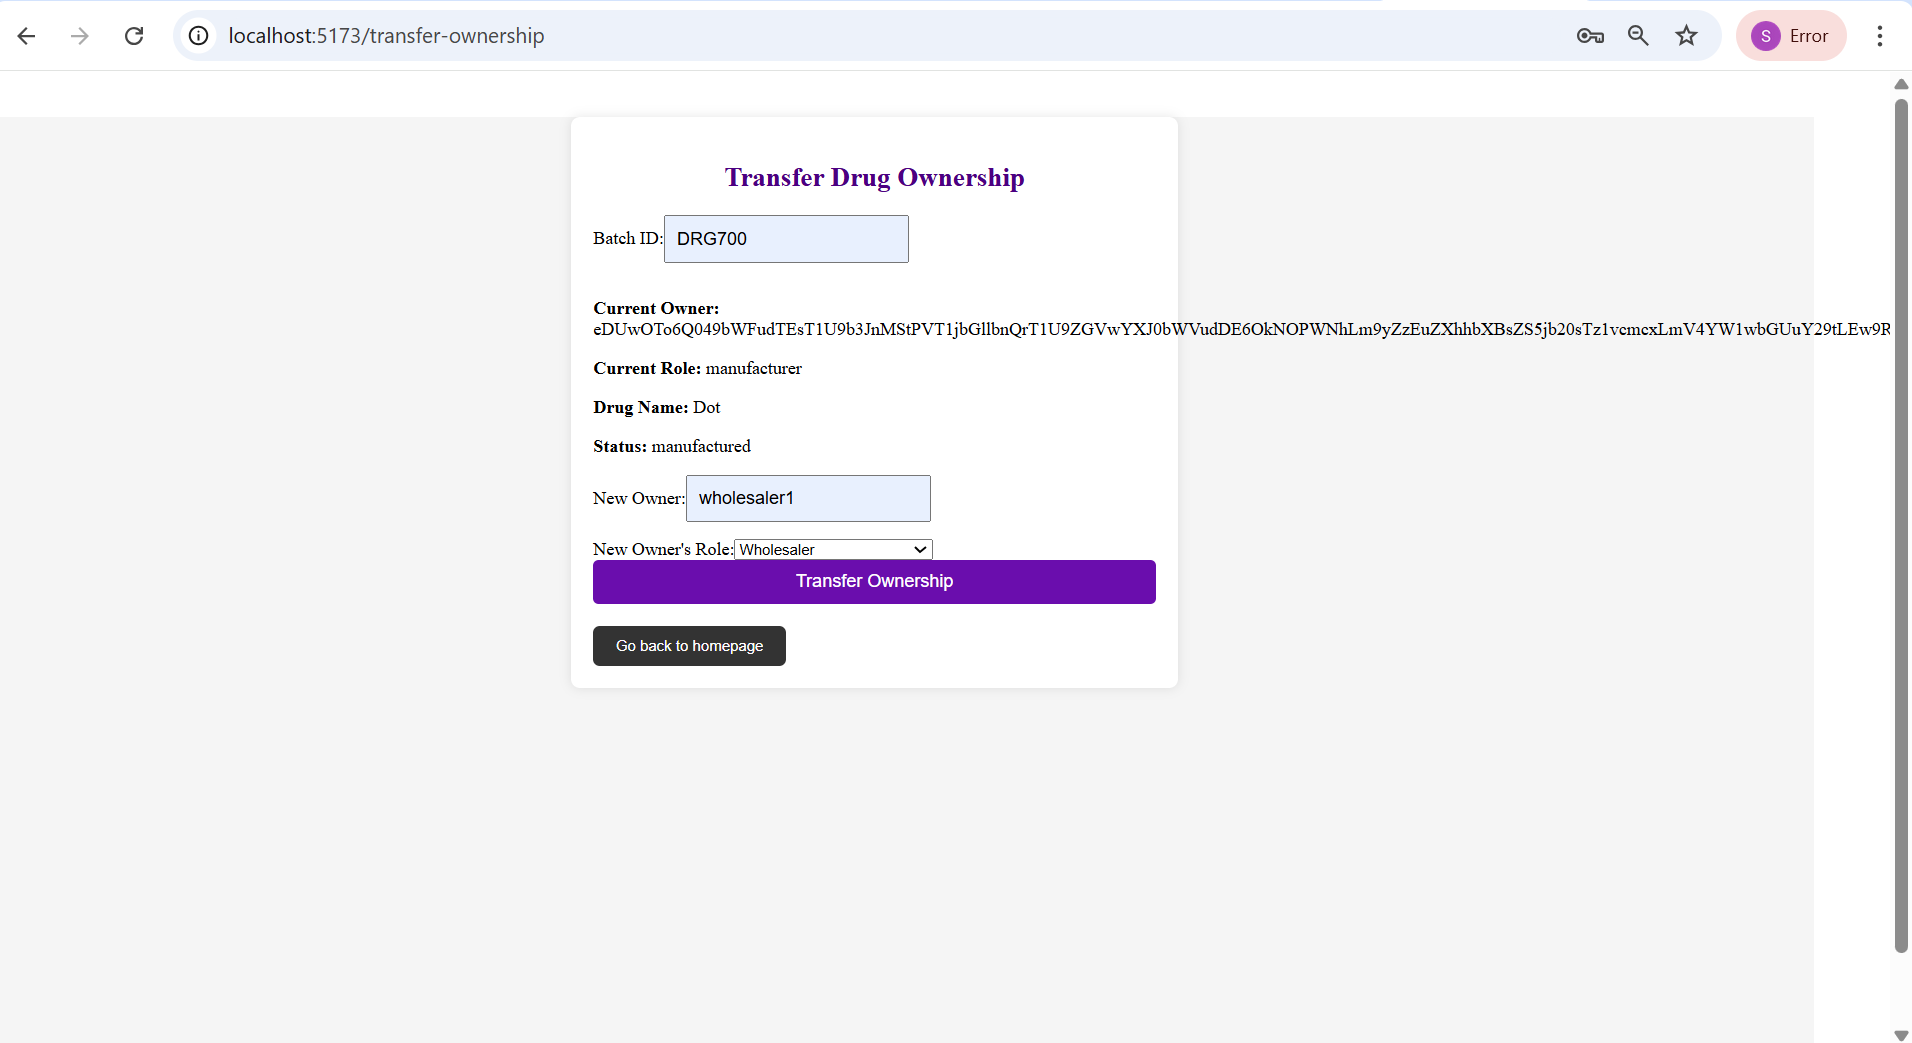 localhost:5173/transfer-ownership
S Error
Transfer Drug Ownership
Batch ID: DRG700
Current Owner:
eDUwOTo6Q049bWFudTEsT1U9b3JnMStPVT1jbGllbnQrT1U9ZGVwYXJ0bWVudDE6OkNOPWNhLm9yZzEuZXhhbXBsZS5jb20sTz1vcmcxLmV4YW1wbGUuY29tLEw9R
Current Role: manufacturer
Drug Name: Dot
Status: manufactured
New Owner: wholesaler1
New Owner's Role: Wholesaler
Transfer Ownership
Go back to homepage